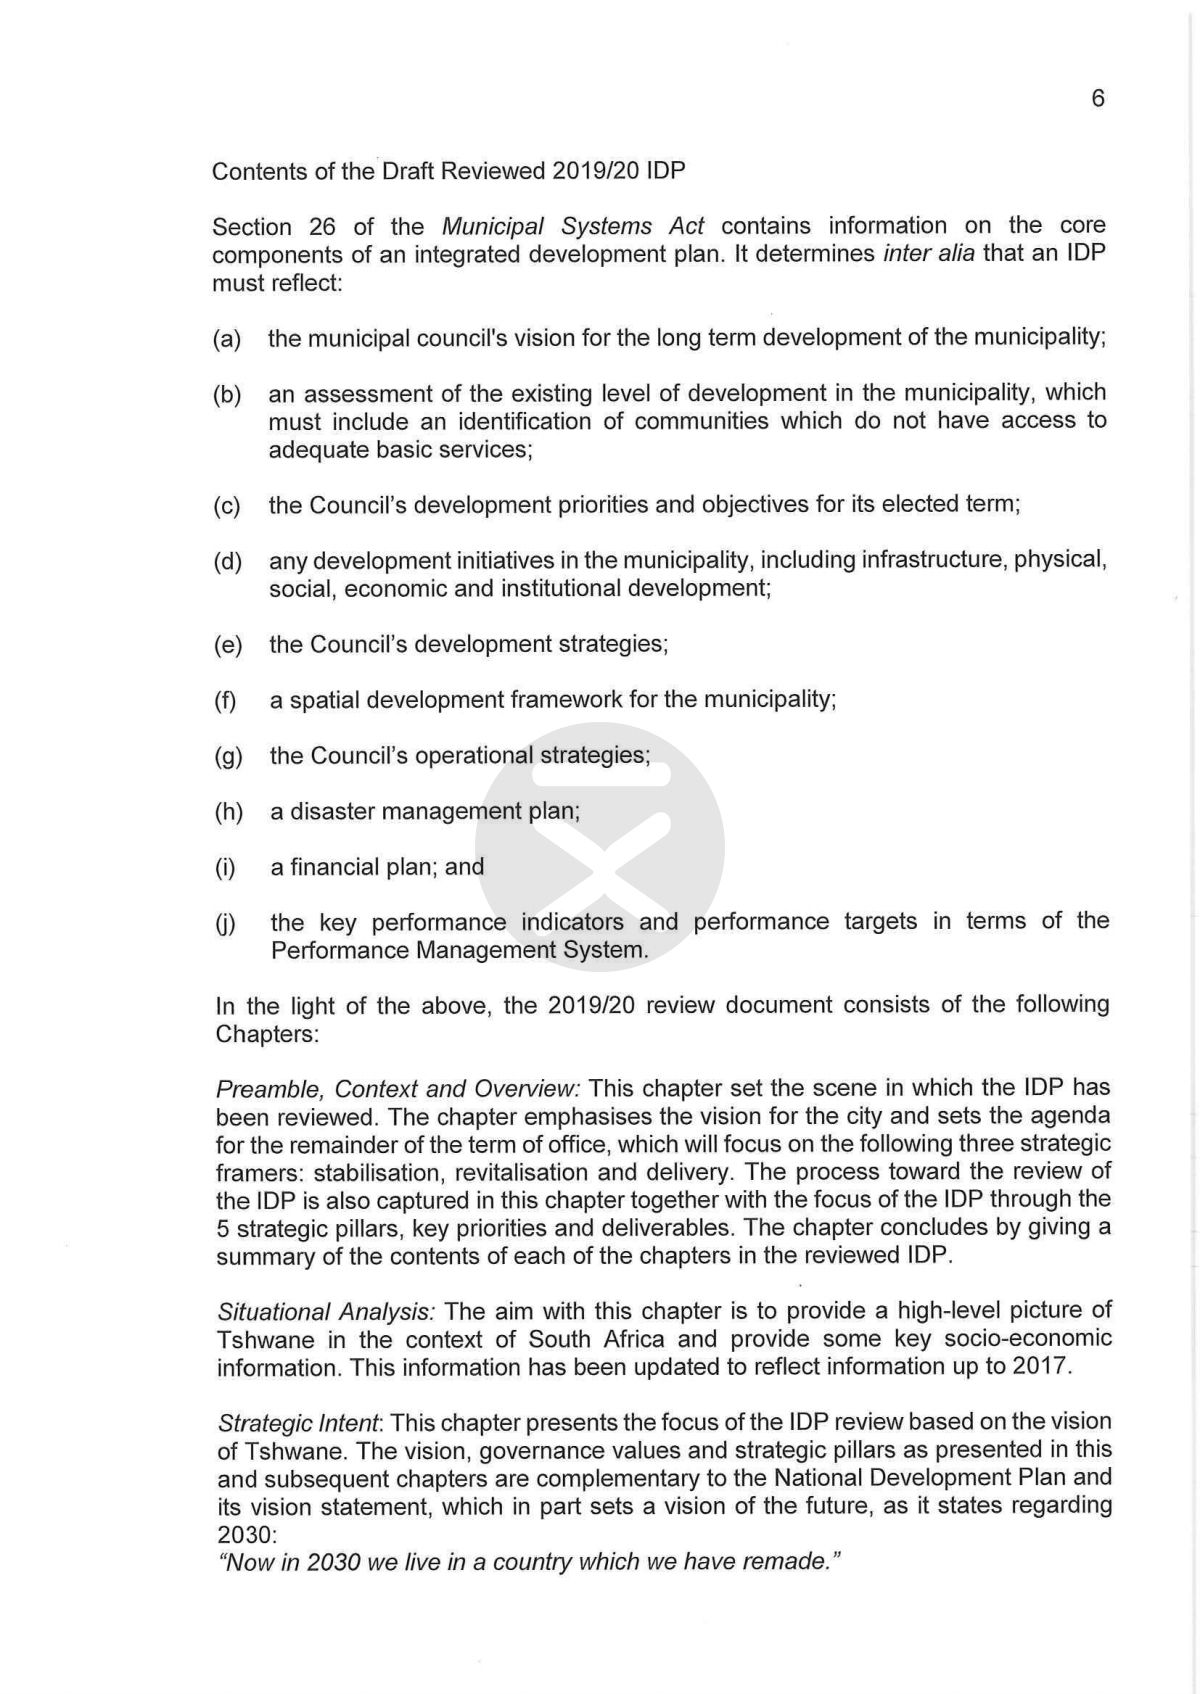 6
Contents of the Draft Reviewed 2019/20 IDP
Section 26 of the Municipal Systems Act contains information on the core
components of an integrated development plan. It determines inter alia that an IDP
must reflect:
(a) the municipal council's vision for the long term development of the municipality;
(b) an assessment of the existing level of development in the municipality, which
must include an identification of communities which do not have access to
adequate basic services;
(c) the Council's development priorities and objectives for its elected term;
(d) any development initiatives in the municipality, including infrastructure, physical,
social, economic and institutional development;
(e) the Council's development strategies;
(f) a spatial development framework for the municipality;
(g) the Council's operational strategies;
(h) a disaster management plan;
(i) a financial plan; and
(j) the key performance indicators and performance targets in terms of the
Performance Management System.
In the light of the above, the 2019/20 review document consists of the following
Chapters:
Preamble, Context and Overview: This chapter set the scene in which the IDP has
been reviewed. The chapter emphasises the vision for the city and sets the agenda
for the remainder of the term of office, which will focus on the following three strategic
framers: stabilisation, revitalisation and delivery. The process toward the review of
the IDP is also captured in this chapter together with the focus of the IDP through the
5 strategic pillars, key priorities and deliverables. The chapter concludes by giving a
summary of the contents of each of the chapters in the reviewed IDP.
Situational Analysis: The aim with this chapter is to provide a high-level picture of
Tshwane in the context of South Africa and provide some key socio-economic
information. This information has been updated to reflect information up to 2017.
Strategic Intent: This chapter presents the focus of the IDP review based on the vision
of Tshwane. The vision, governance values and strategic pillars as presented in this
and subsequent chapters are complementary to the National Development Plan and
its vision statement, which in part sets a vision of the future, as it states regarding
2030:
“Now in 2030 we live in a country which we have remade.”